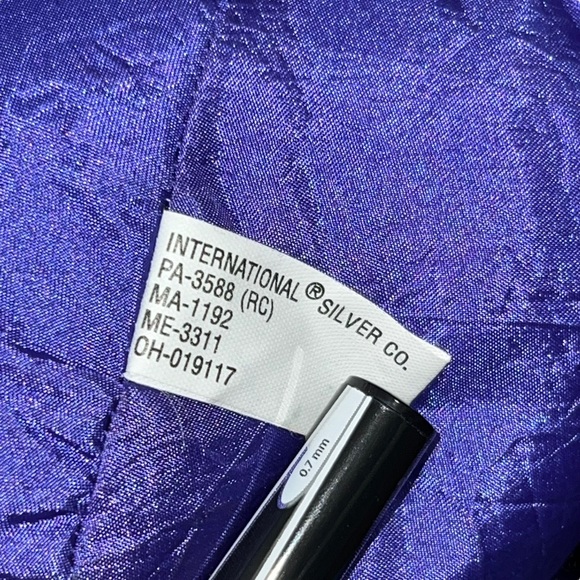 INTERNATIONAL® SILVER CO.
PA-3588 (RC)
MA-1192
ME-3311
OH-019117
0.7 mm